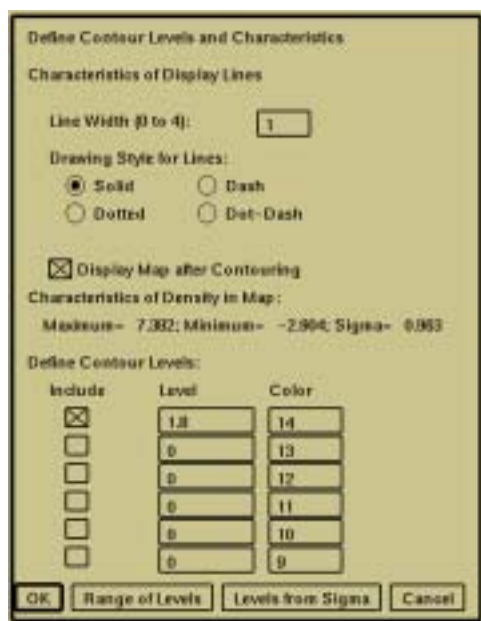 Define Contour Levels and Characteristics
Characteristics of Display Lines
Line Width (0 to 4): 1
Drawing Style for Lines:
Solid Dash
Dotted Dot-Dash
Display Map after Contouring
Characteristics of Density in Map:
Maximum= 7.382; Minimum= -2.904; Sigma= 0.963
Define Contour Levels:
Include Level Color
1.8 14
0 13
0 12
0 11
0 10
0 9
OK Range of Levels Levels from Sigma Cancel